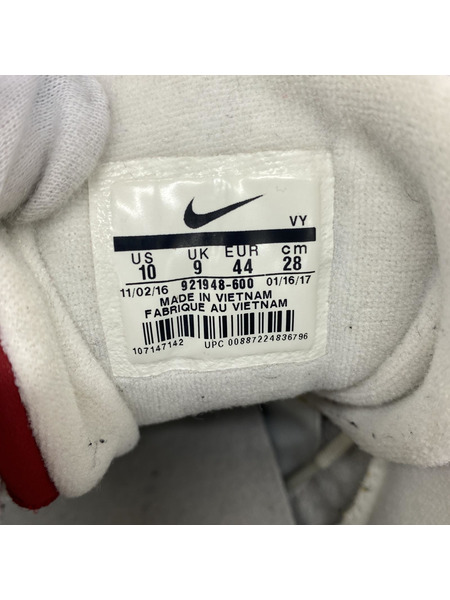 VY
US UK EUR cm
10 9 44 28
11/02/16 921948-600 01/16/17
MADE IN VIETNAM
FABRIQUE AU VIETNAM
107147142 UPC 00887224836796